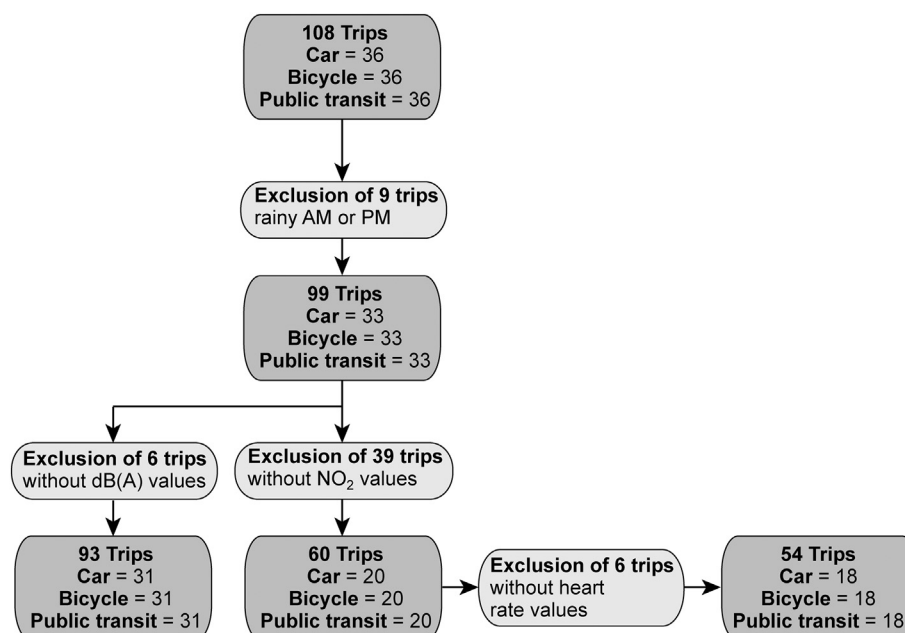 108 Trips
Car = 36
Bicycle = 36
Public transit = 36
Exclusion of 9 trips
rainy AM or PM
99 Trips
Car = 33
Bicycle = 33
Public transit = 33
Exclusion of 6 trips
without dB(A) values
Exclusion of 39 trips
without NO₂ values
93 Trips
Car = 31
Bicycle = 31
Public transit = 31
60 Trips
Car = 20
Bicycle = 20
Public transit = 20
Exclusion of 6 trips
without heart
rate values
54 Trips
Car = 18
Bicycle = 18
Public transit = 18